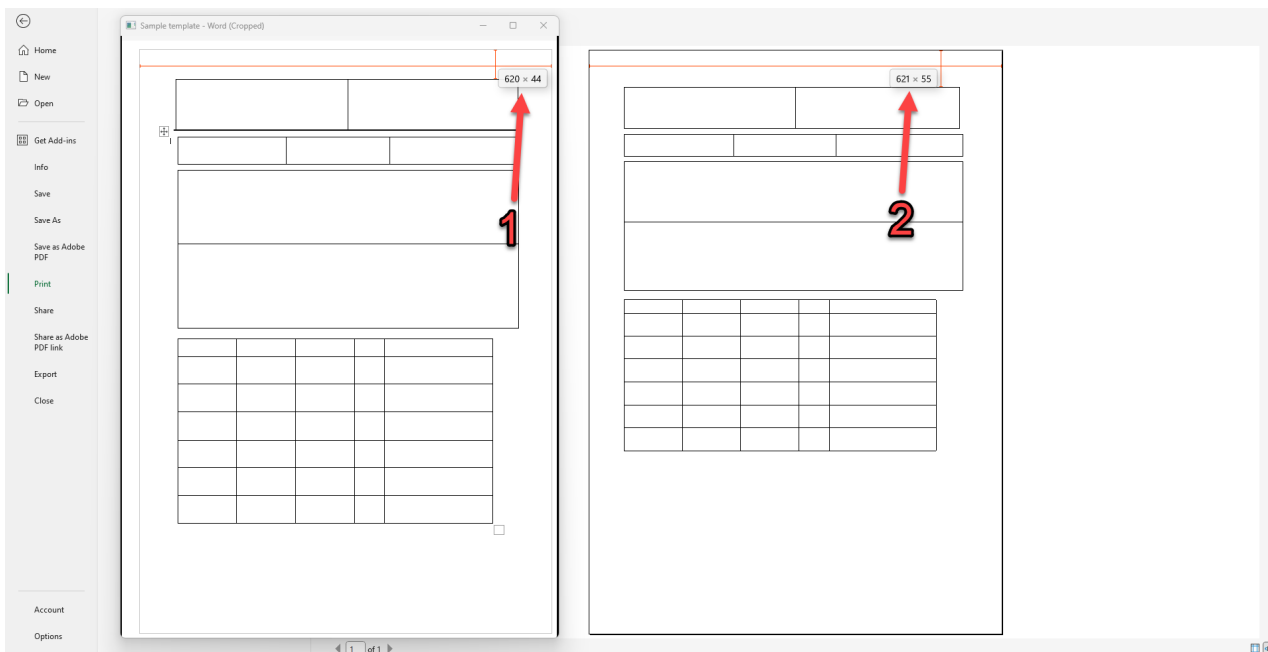 Sample template - Word (Cropped)
Home
New
Open
Get Add-ins
Info
Save
Save As
Save as Adobe
PDF
Print
Share
Share as Adobe
PDF link
Export
Close
Account
Options
620 × 44
1
621 × 55
2
1 of 1